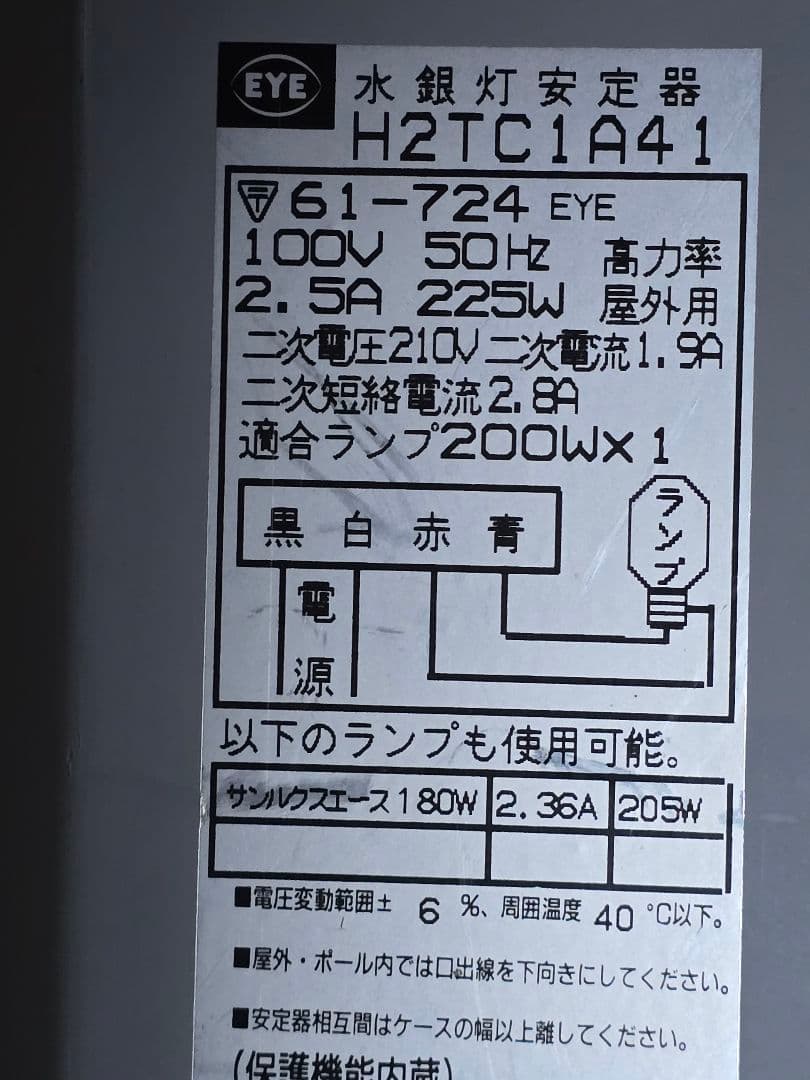 EYE 水銀灯安定器
H2TC1A41
〒 61-724 EYE
100V 50Hz 高力率
2.5A 225W 屋外用
二次電圧210V 二次電流1.9A
二次短絡電流2.8A
適合ランプ200W×1
黒 白 赤 青
電源
ランプ
以下のランプも使用可能。
サンルクスエース180W 2.36A 205W
■電圧変動範囲± 6 %、周囲温度 40 ℃以下。
■屋外・ポール内では口出線を下向きにしてください。
■安定器相互間はケースの幅以上離してください。
(保護機能内蔵)